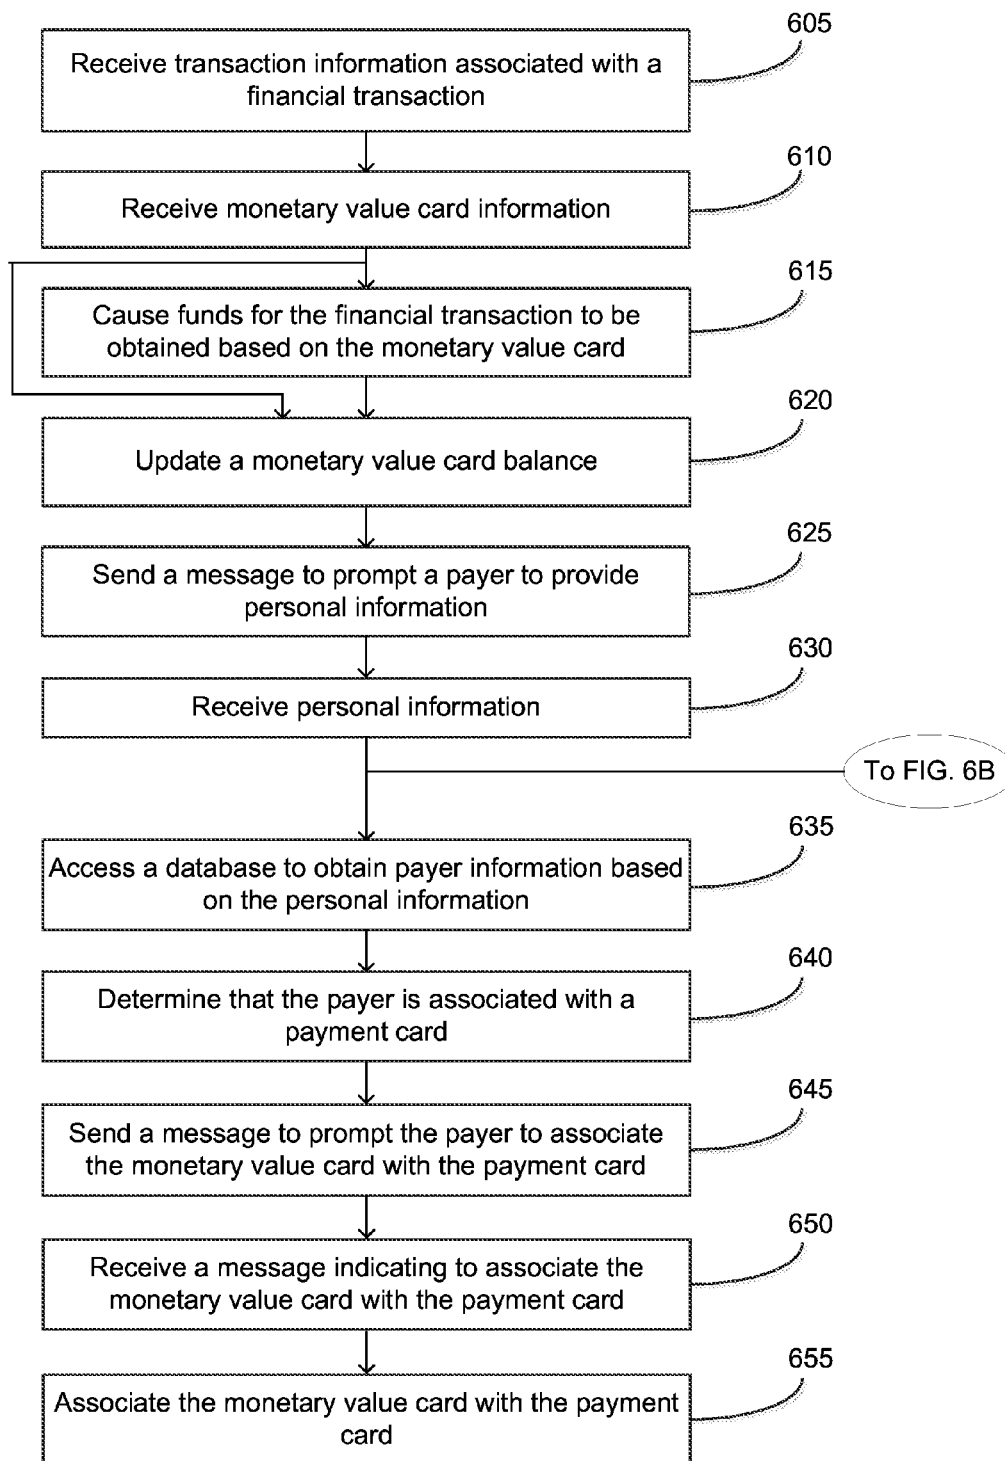 605
Receive transaction information associated with a
financial transaction
610
Receive monetary value card information
615
Cause funds for the financial transaction to be
obtained based on the monetary value card
620
Update a monetary value card balance
625
Send a message to prompt a payer to provide
personal information
630
Receive personal information
To FIG. 6B
635
Access a database to obtain payer information based
on the personal information
640
Determine that the payer is associated with a
payment card
645
Send a message to prompt the payer to associate
the monetary value card with the payment card
650
Receive a message indicating to associate the
monetary value card with the payment card
655
Associate the monetary value card with the payment
card